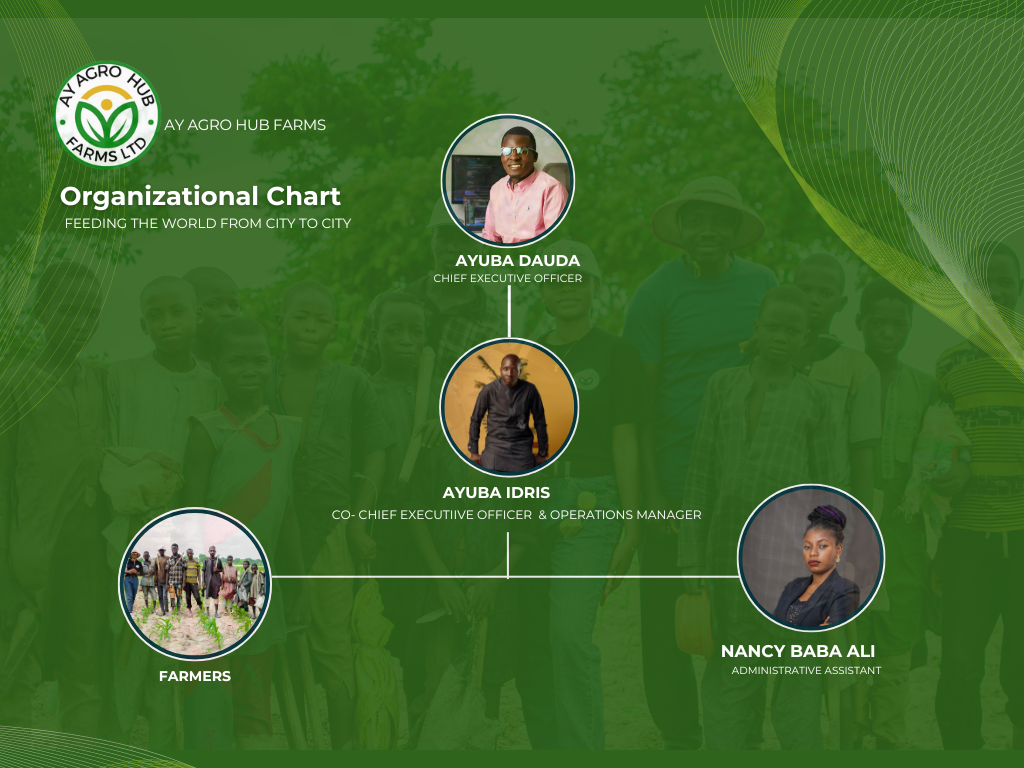 AY AGRO HUB
FARMS LTD
AY AGRO HUB FARMS
Organizational Chart
FEEDING THE WORLD FROM CITY TO CITY
AYUBA DAUDA
CHIEF EXECUTIVE OFFICER
AYUBA IDRIS
CO- CHIEF EXECUTIIVE OFFICER & OPERATIONS MANAGER
FARMERS
NANCY BABA ALI
ADMINISTRATIVE ASSISTANT